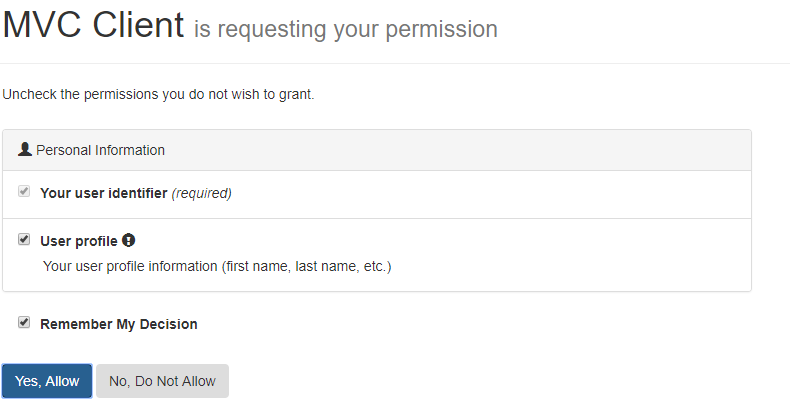 MVC Client is requesting your permission
Uncheck the permissions you do not wish to grant.
Personal Information
Your user identifier (required)
User profile
Your user profile information (first name, last name, etc.)
Remember My Decision
Yes, Allow No, Do Not Allow